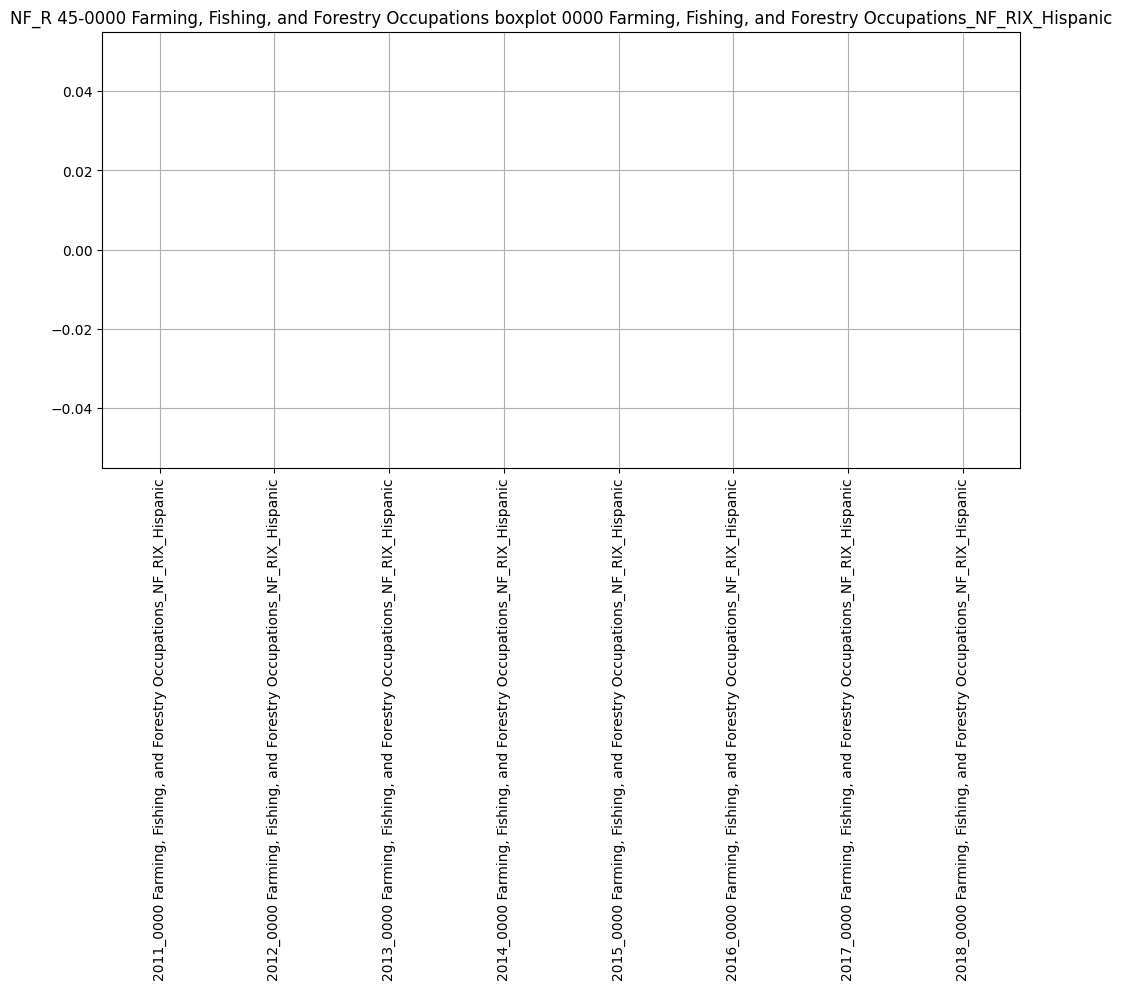 NF_R 45-0000 Farming, Fishing, and Forestry Occupations boxplot 0000 Farming, Fishing, and Forestry Occupations_NF_RIX_Hispanic
0.04
0.02
0.00
−0.02
−0.04
2011_0000 Farming, Fishing, and Forestry Occupations_NF_RIX_Hispanic
2012_0000 Farming, Fishing, and Forestry Occupations_NF_RIX_Hispanic
2013_0000 Farming, Fishing, and Forestry Occupations_NF_RIX_Hispanic
2014_0000 Farming, Fishing, and Forestry Occupations_NF_RIX_Hispanic
2015_0000 Farming, Fishing, and Forestry Occupations_NF_RIX_Hispanic
2016_0000 Farming, Fishing, and Forestry Occupations_NF_RIX_Hispanic
2017_0000 Farming, Fishing, and Forestry Occupations_NF_RIX_Hispanic
2018_0000 Farming, Fishing, and Forestry Occupations_NF_RIX_Hispanic